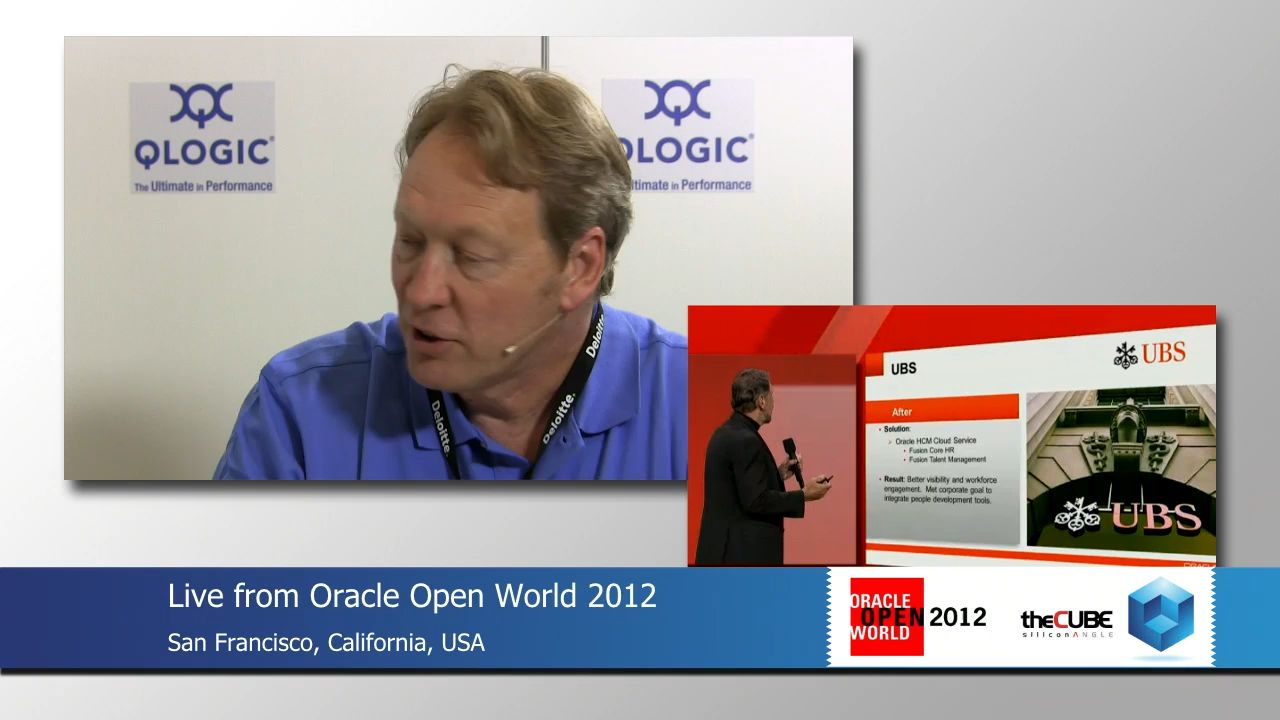 QLOGIC®
The Ultimate in Performance
QLOGIC®
Ultimate in Performance
Deloitte.
Deloitte.
Deloitte.
UBS
UBS
After
• Solution:
Oracle HCM Cloud Service
• Fusion Core HR
• Fusion Talent Management
• Result: Better visibility and workforce
engagement. Met corporate goal to
integrate people development tools.
UBS
Live from Oracle Open World 2012
San Francisco, California, USA
ORACLE
OPEN 2012
WORLD
theCUBE
siliconANGLE